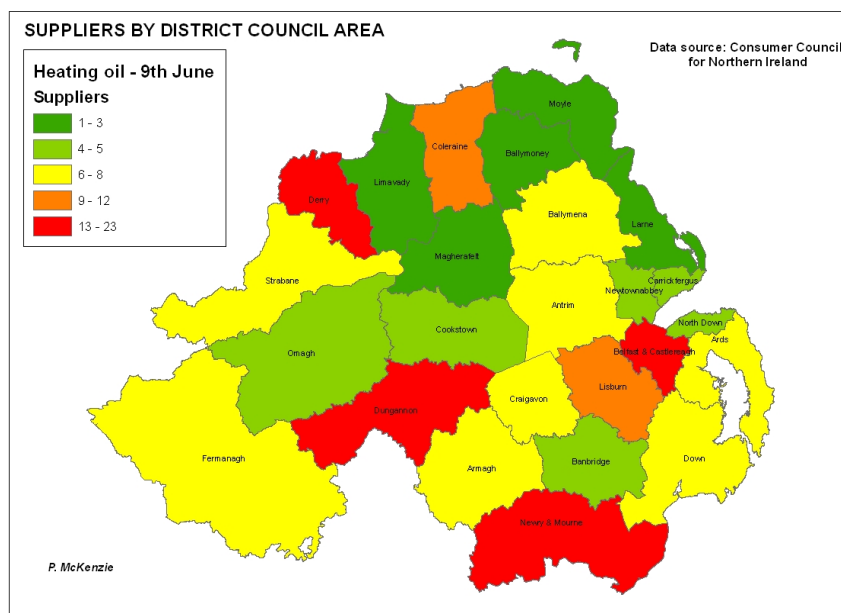 SUPPLIERS BY DISTRICT COUNCIL AREA
Data source: Consumer Council
for Northern Ireland
Heating oil - 9th June
Suppliers
1 - 3
4 - 5
6 - 8
9 - 12
13 - 23
Moyle
Coleraine
Ballymoney
Limavady
Derry
Ballymena
Larne
Magherafelt
Strabane
Carrickfergus
Newtownabbey
Antrim
North Down
Cookstown
Ards
Omagh
Belfast & Castlereagh
Lisburn
Craigavon
Dungannon
Fermanagh
Down
Banbridge
Armagh
Newry & Mourne
P. McKenzie